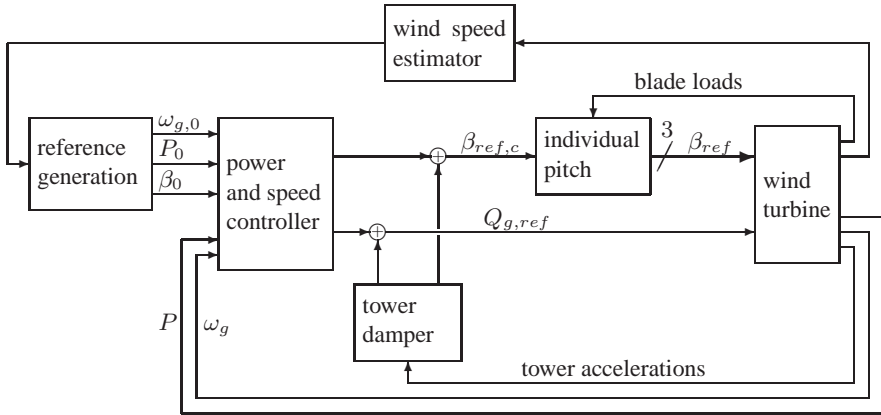 wind speed
estimator
blade loads
reference
generation
ω_{g,0}
P_0
β_0
power
and speed
controller
β_{ref,c}
individual
pitch
3
β_{ref}
wind
turbine
Q_{g,ref}
+
+
tower
damper
P
ω_g
tower accelerations